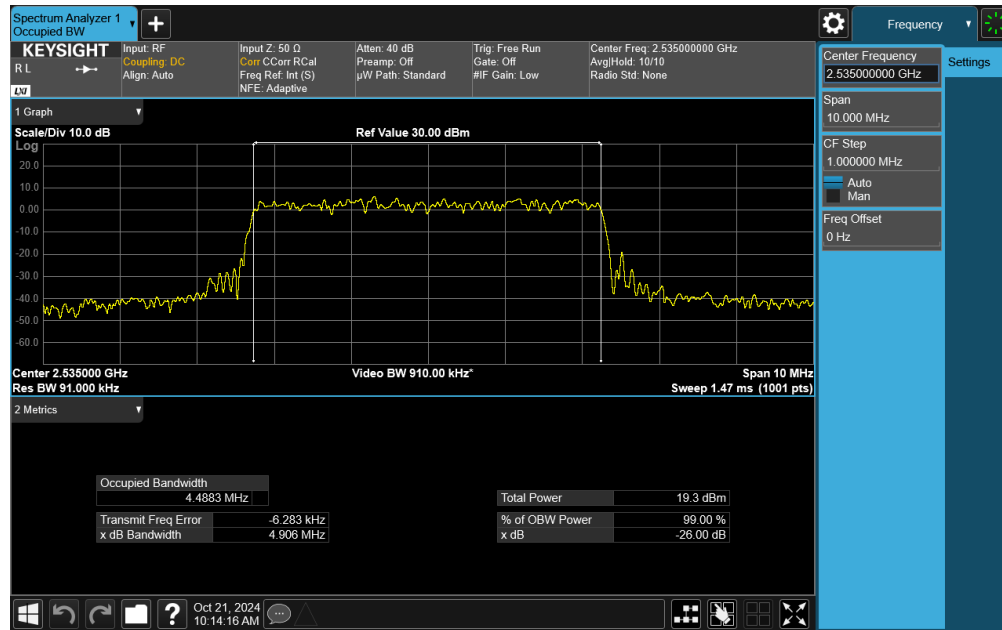 Spectrum Analyzer 1
Occupied BW
Frequency
KEYSIGHT
R L
LXI
Input: RF
Coupling: DC
Align: Auto
Input Z: 50 Ω
Corr CCorr RCal
Freq Ref: Int (S)
NFE: Adaptive
Atten: 40 dB
Preamp: Off
µW Path: Standard
Trig: Free Run
Gate: Off
#IF Gain: Low
Center Freq: 2.535000000 GHz
Avg|Hold: 10/10
Radio Std: None
Center Frequency
2.535000000 GHz
Settings
Span
10.000 MHz
CF Step
1.000000 MHz
Auto
Man
Freq Offset
0 Hz
1 Graph
Scale/Div 10.0 dB
Ref Value 30.00 dBm
Log
20.0
10.0
0.00
-10.0
-20.0
-30.0
-40.0
-50.0
-60.0
Center 2.535000 GHz
Video BW 910.00 kHz*
Span 10 MHz
Res BW 91.000 kHz
Sweep 1.47 ms (1001 pts)
2 Metrics
Occupied Bandwidth
4.4883 MHz
Total Power 19.3 dBm
Transmit Freq Error -6.283 kHz
% of OBW Power 99.00 %
x dB Bandwidth 4.906 MHz
x dB -26.00 dB
?
Oct 21, 2024
10:14:16 AM